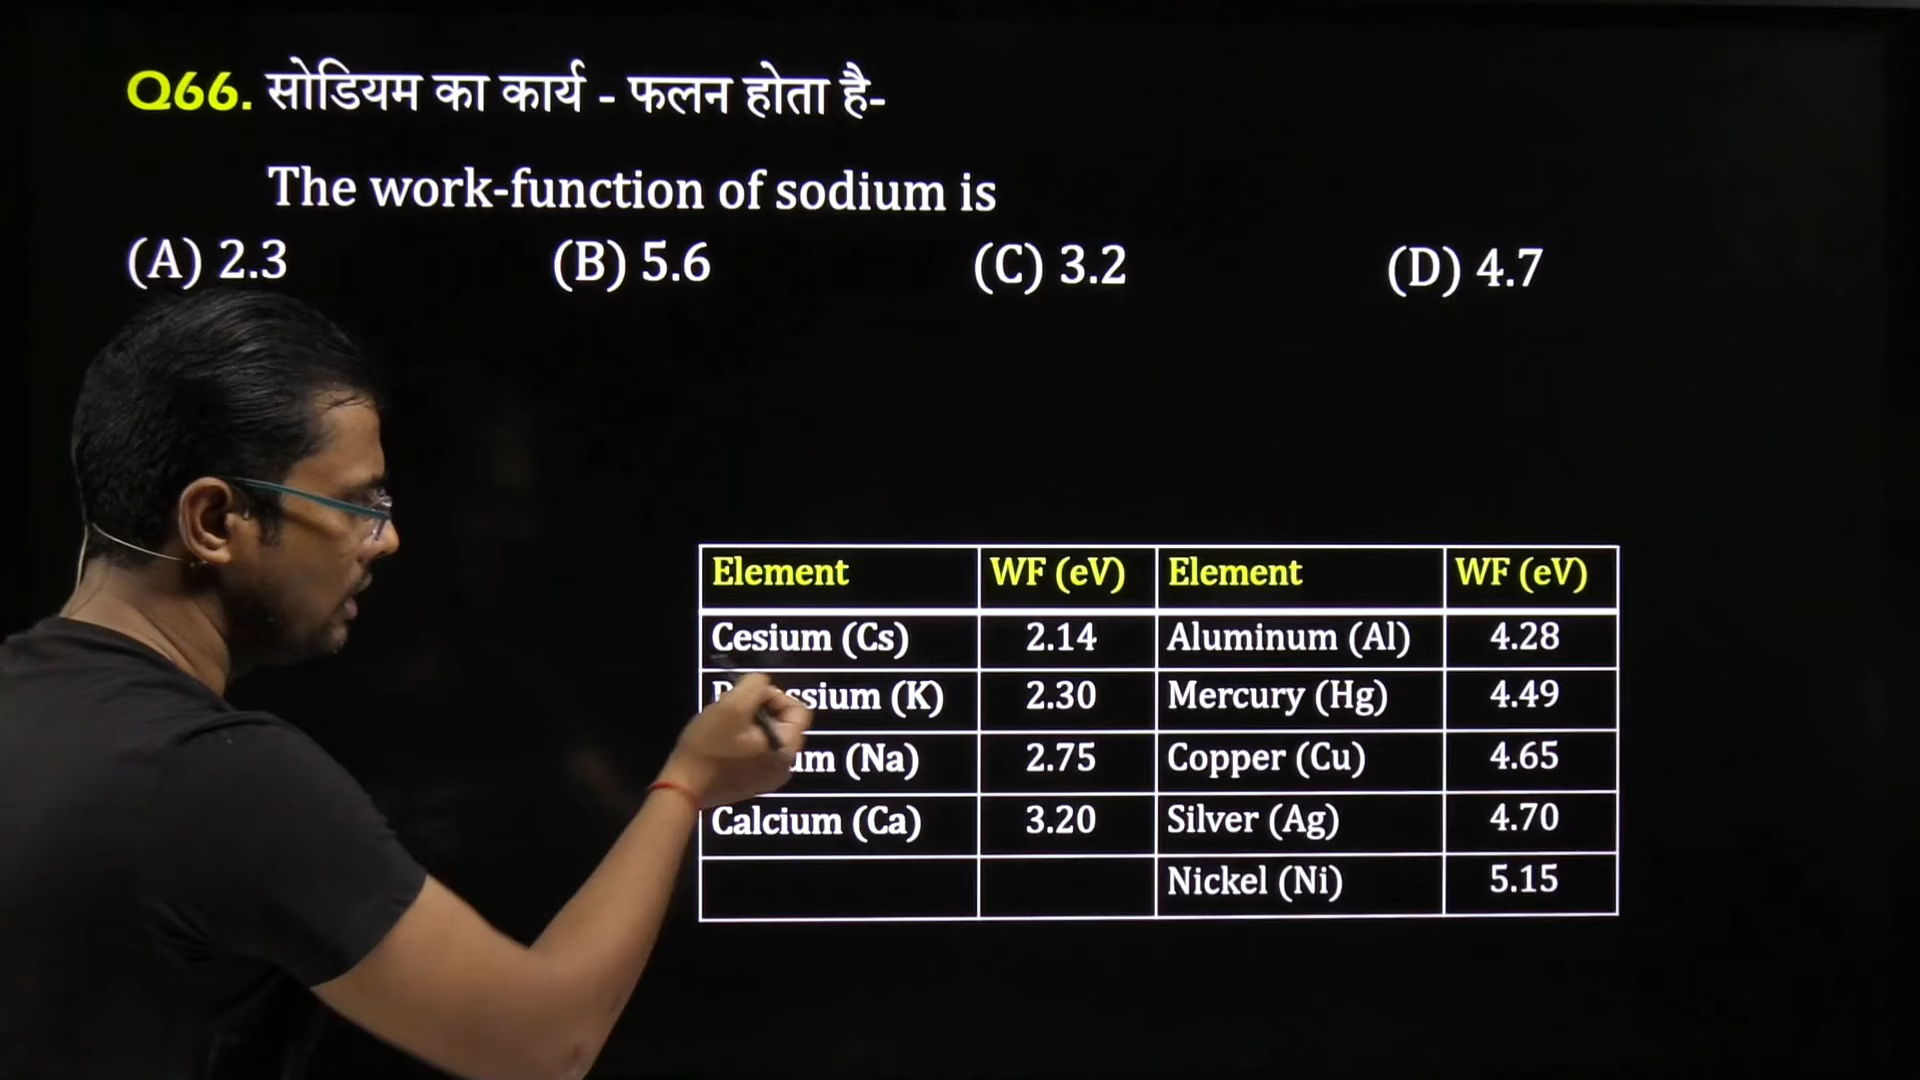 Q66. सोडियम का कार्य - फलन होता है-
The work-function of sodium is
(A) 2.3 (B) 5.6 (C) 3.2 (D) 4.7
Element WF (eV) Element WF (eV)
Cesium (Cs) 2.14 Aluminum (Al) 4.28
(K) 2.30 Mercury (Hg) 4.49
(Na) 2.75 Copper (Cu) 4.65
Calcium (Ca) 3.20 Silver (Ag) 4.70
Nickel (Ni) 5.15